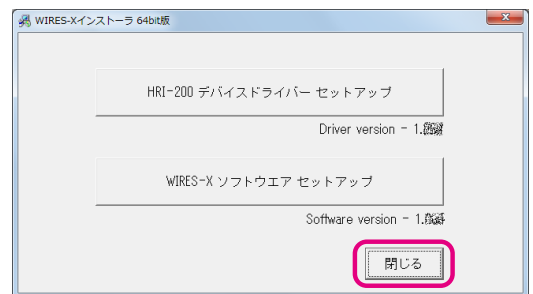 WIRES-Xインストーラ 64bit版
HRI-200 デバイスドライバー セットアップ
Driver version - 1.
WIRES-X ソフトウエア セットアップ
Software version - 1.
閉じる